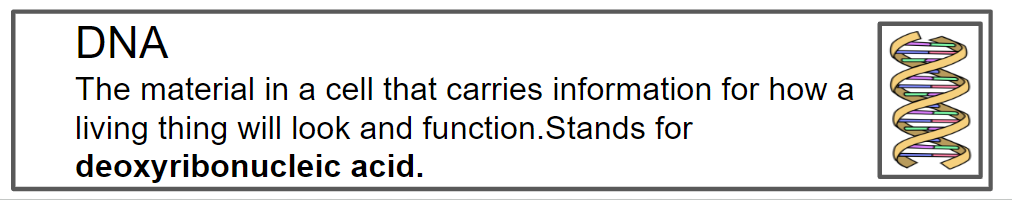 DNA
The material in a cell that carries information for how a
living thing will look and function.Stands for
deoxyribonucleic acid.